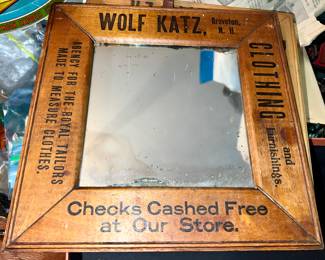 WOLF KATZ, Groveton,
N. H.
CLOTHING and
furnishings.
Checks Cashed Free
at Our Store.
AGENCY FOR THE ROYAL TAILORS
MADE TO MEASURE CLOTHES.